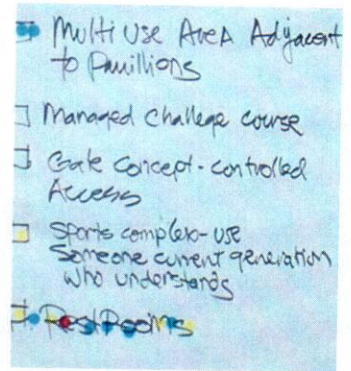 Multi Use Area Adjacent
to Pavillions
Managed Challege course
Gate Concept-controlled
Access
Sports complex-use
Someone current generation
who understands
RestRooms